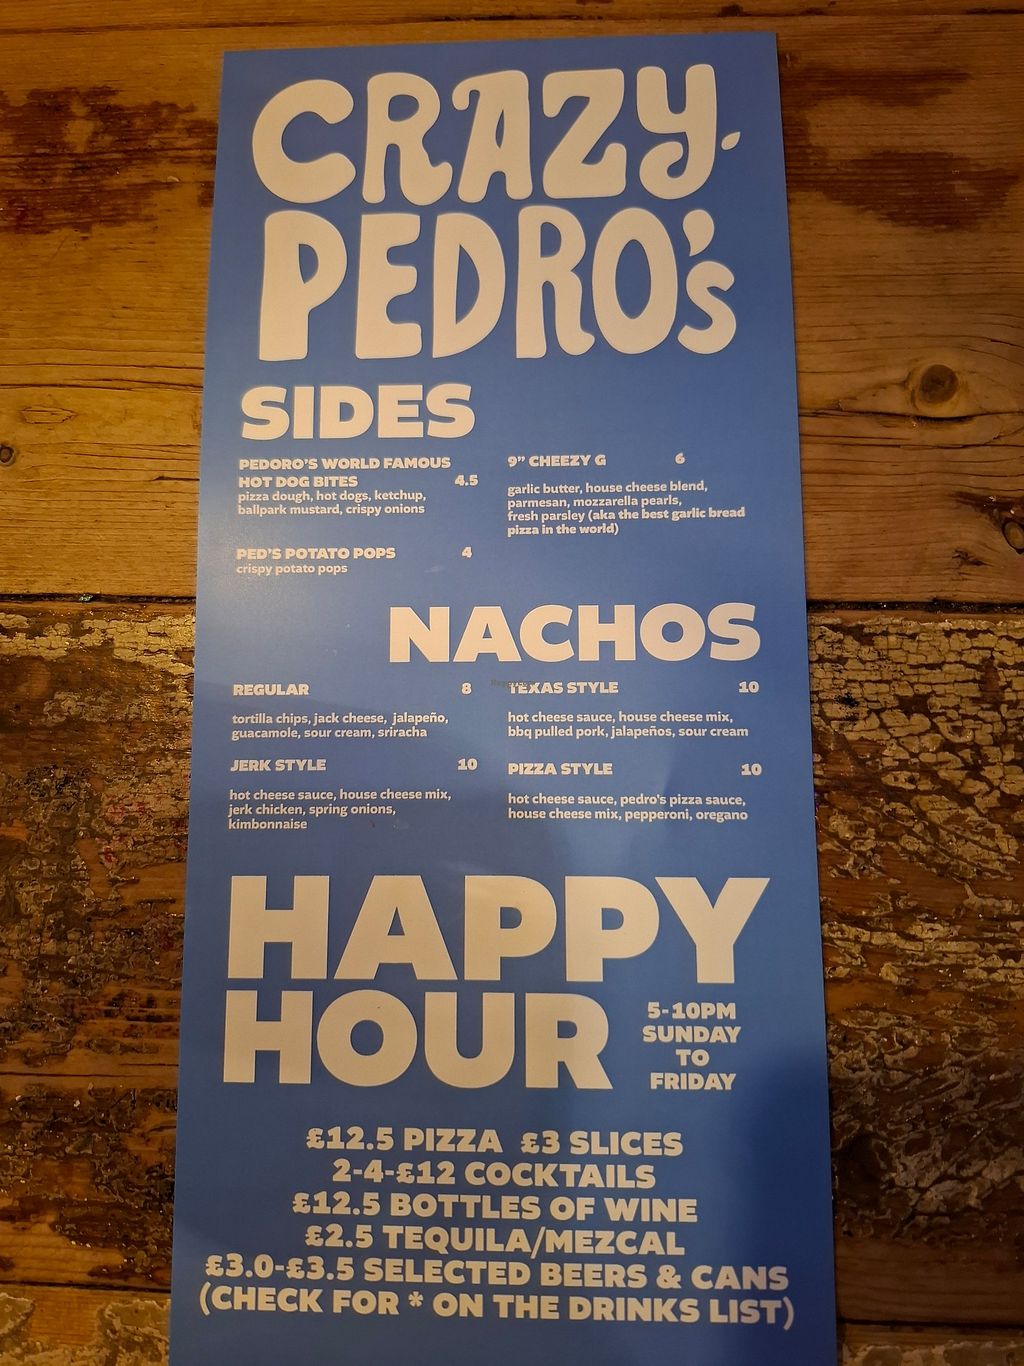 CRAZY
PEDRO's
SIDES
PEDORO'S WORLD FAMOUS
HOT DOG BITES 4.5
pizza dough, hot dogs, ketchup,
ballpark mustard, crispy onions
PED'S POTATO POPS 4
crispy potato pops
9" CHEEZY G 6
garlic butter, house cheese blend,
parmesan, mozzarella pearls,
fresh parsley (aka the best garlic bread
pizza in the world)
NACHOS
REGULAR 8
tortilla chips, jack cheese, jalapeño,
guacamole, sour cream, sriracha
JERK STYLE 10
hot cheese sauce, house cheese mix,
jerk chicken, spring onions,
kimbonnaise
TEXAS STYLE 10
hot cheese sauce, house cheese mix,
bbq pulled pork, jalapeños, sour cream
PIZZA STYLE 10
hot cheese sauce, pedro's pizza sauce,
house cheese mix, pepperoni, oregano
HAPPY
HOUR
5-10PM
SUNDAY
TO
FRIDAY
£12.5 PIZZA £3 SLICES
2-4-£12 COCKTAILS
£12.5 BOTTLES OF WINE
£2.5 TEQUILA/MEZCAL
£3.0-£3.5 SELECTED BEERS & CANS
(CHECK FOR * ON THE DRINKS LIST)